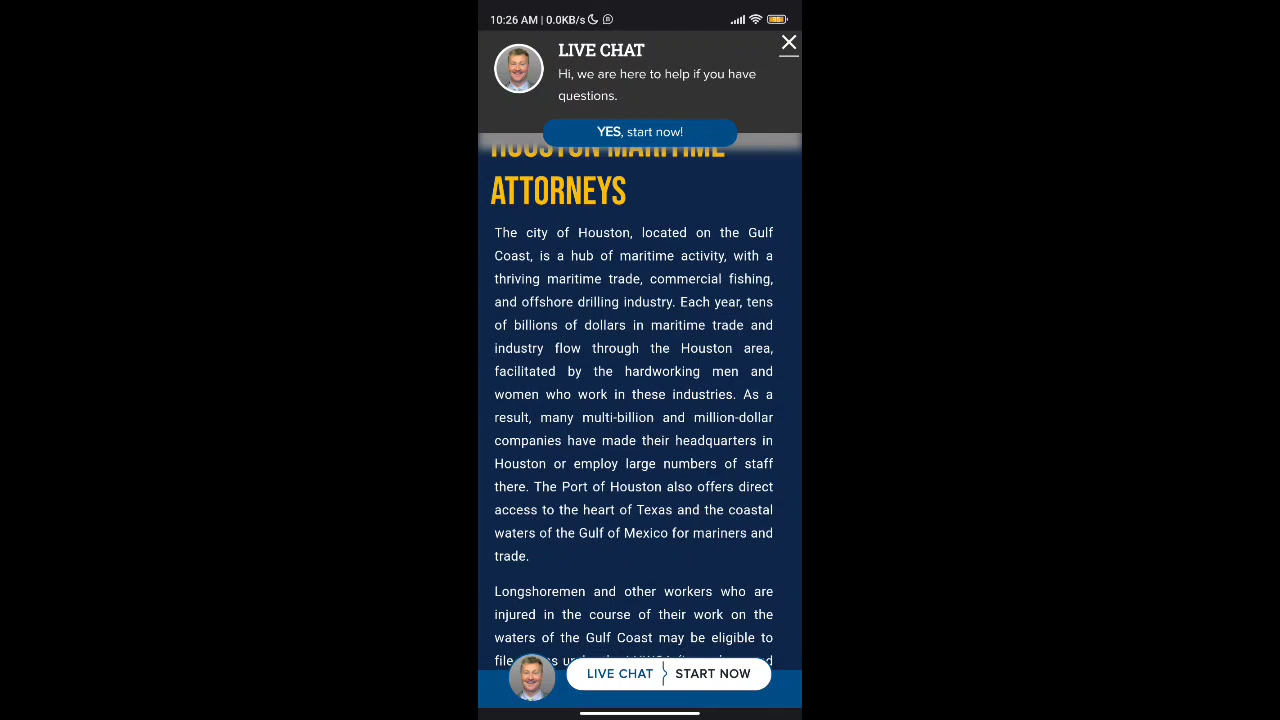 10:26 AM | 0.0KB/s
95
LIVE CHAT
Hi, we are here to help if you have
questions.
YES, start now!
HOUSTON MARITIME
ATTORNEYS
The city of Houston, located on the Gulf
Coast, is a hub of maritime activity, with a
thriving maritime trade, commercial fishing,
and offshore drilling industry. Each year, tens
of billions of dollars in maritime trade and
industry flow through the Houston area,
facilitated by the hardworking men and
women who work in these industries. As a
result, many multi-billion and million-dollar
companies have made their headquarters in
Houston or employ large numbers of staff
there. The Port of Houston also offers direct
access to the heart of Texas and the coastal
waters of the Gulf of Mexico for mariners and
trade.
Longshoremen and other workers who are
injured in the course of their work on the
waters of the Gulf Coast may be eligible to
file
LIVE CHAT START NOW